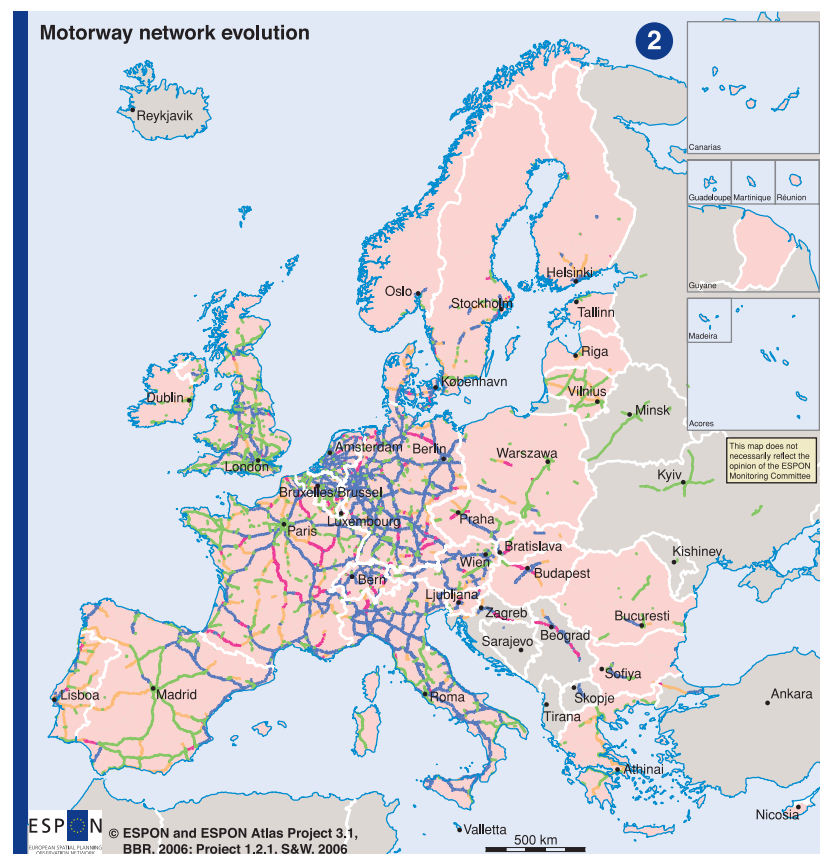 Motorway network evolution
2
Canarias
Reykjavik
Guadeloupe Martinique Réunion
Guyane
Helsinki
Oslo
Stockholm
Tallinn
Madeira
Riga
København
Vilnius
Dublin
Minsk
Acores
Amsterdam
Berlin
Warszawa
This map does not
necessarily reflect the
opinion of the ESPON
Monitoring Committee
London
Kyiv
Bruxelles/Brussel
Luxembourg
Praha
Paris
Bratislava
Kishinev
Wien
Budapest
Bern
Ljubljana
Zagreb
Bucuresti
Beograd
Sarajevo
Sofiya
Lisboa
Madrid
Roma
Skopje
Ankara
Tirana
Athinai
Nicosia
ESPON
EUROPEAN SPATIAL PLANNING
OBSERVATION NETWORK
© ESPON and ESPON Atlas Project 3.1,
BBR, 2006; Project 1.2.1, S&W, 2006
Valletta
500 km